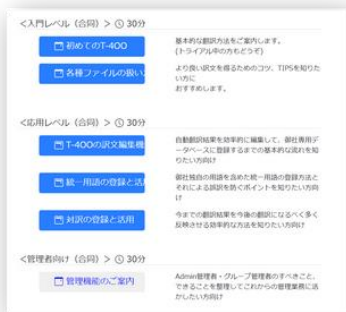 <入門レベル（合同）> 30分
初めてのT-4OO
基本的な翻訳方法をご案内します。
(トライアル中の方もどうぞ)
各種ファイルの扱い
より良い訳文を得るためのコツ、TIPSを知りた
い方に
おすすめします。
<応用レベル（合同）> 30分
T-4OOの訳文編集機
自動翻訳結果を効率的に編集して、御社専用デ
ータベースに登録するまでの基本的な流れを知
りたい方向け
統一用語の登録と活
御社独自の用語を含めた統一用語の登録方法と
それによる誤訳を防ぐポイントを知りたい方向
け
対訳の登録と活用
今までの翻訳結果を今後の翻訳になるべく多く
反映させる効率的な方法を知りたい方向け
<管理者向け（合同）> 30分
管理機能のご案内
Admin管理者・グループ管理者のすべきこと、
できることを整理してこれからの管理業務に活
かしたい方向け